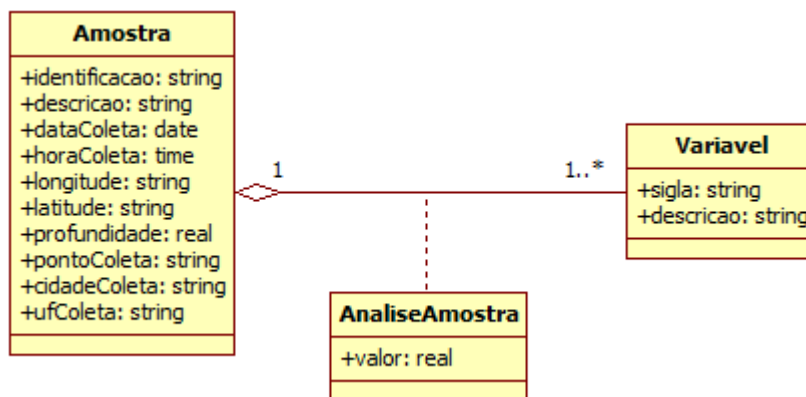 Amostra
+identificacao: string
+descricao: string
+dataColeta: date
+horaColeta: time
+longitude: string
+latitude: string
+profundidade: real
+pontoColeta: string
+cidadeColeta: string
+ufColeta: string
1
1..*
Variavel
+sigla: string
+descricao: string
AnaliseAmostra
+valor: real